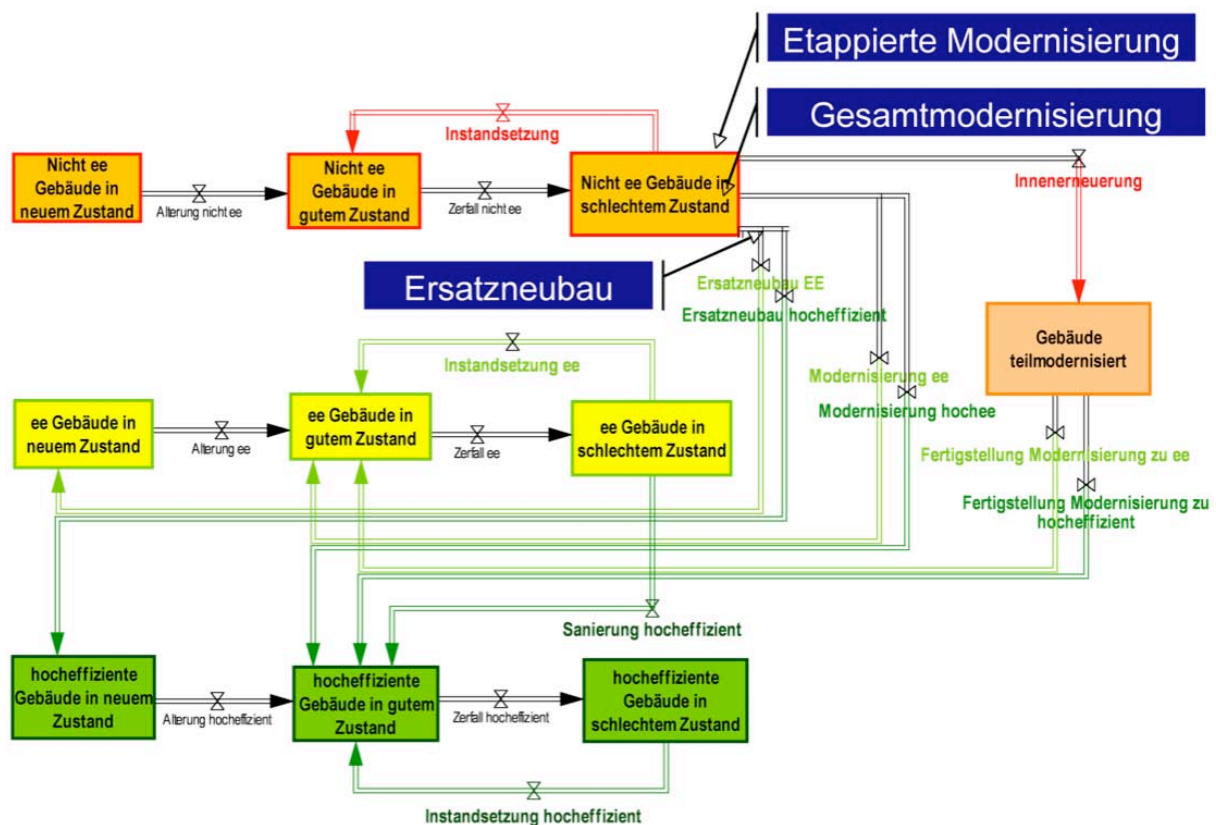 Etappierte Modernisierung
Gesamtmodernisierung
Instandsetzung
Nicht ee
Gebäude in
neuem Zustand
Alterung nicht ee
Nicht ee
Gebäude in
gutem Zustand
Zerfall nicht ee
Nicht ee Gebäude in
schlechtem Zustand
Innenerneuerung
Ersatzneubau
Ersatzneubau EE
Ersatzneubau hocheffizient
Gebäude
teilmodernisiert
Instandsetzung ee
Modernisierung ee
Modernisierung hochee
ee Gebäude in
neuem Zustand
Alterung ee
ee Gebäude in
gutem Zustand
Zerfall ee
ee Gebäude in
schlechtem Zustand
Fertigstellung Modernisierung zu ee
Fertigstellung Modernisierung zu
hocheffizient
Sanierung hocheffizient
hocheffiziente
Gebäude in neuem
Zustand
Alterung hocheffizient
hocheffiziente
Gebäude in gutem
Zustand
Zerfall hocheffizient
hocheffiziente
Gebäude in
schlechtem Zustand
Instandsetzung hocheffizient